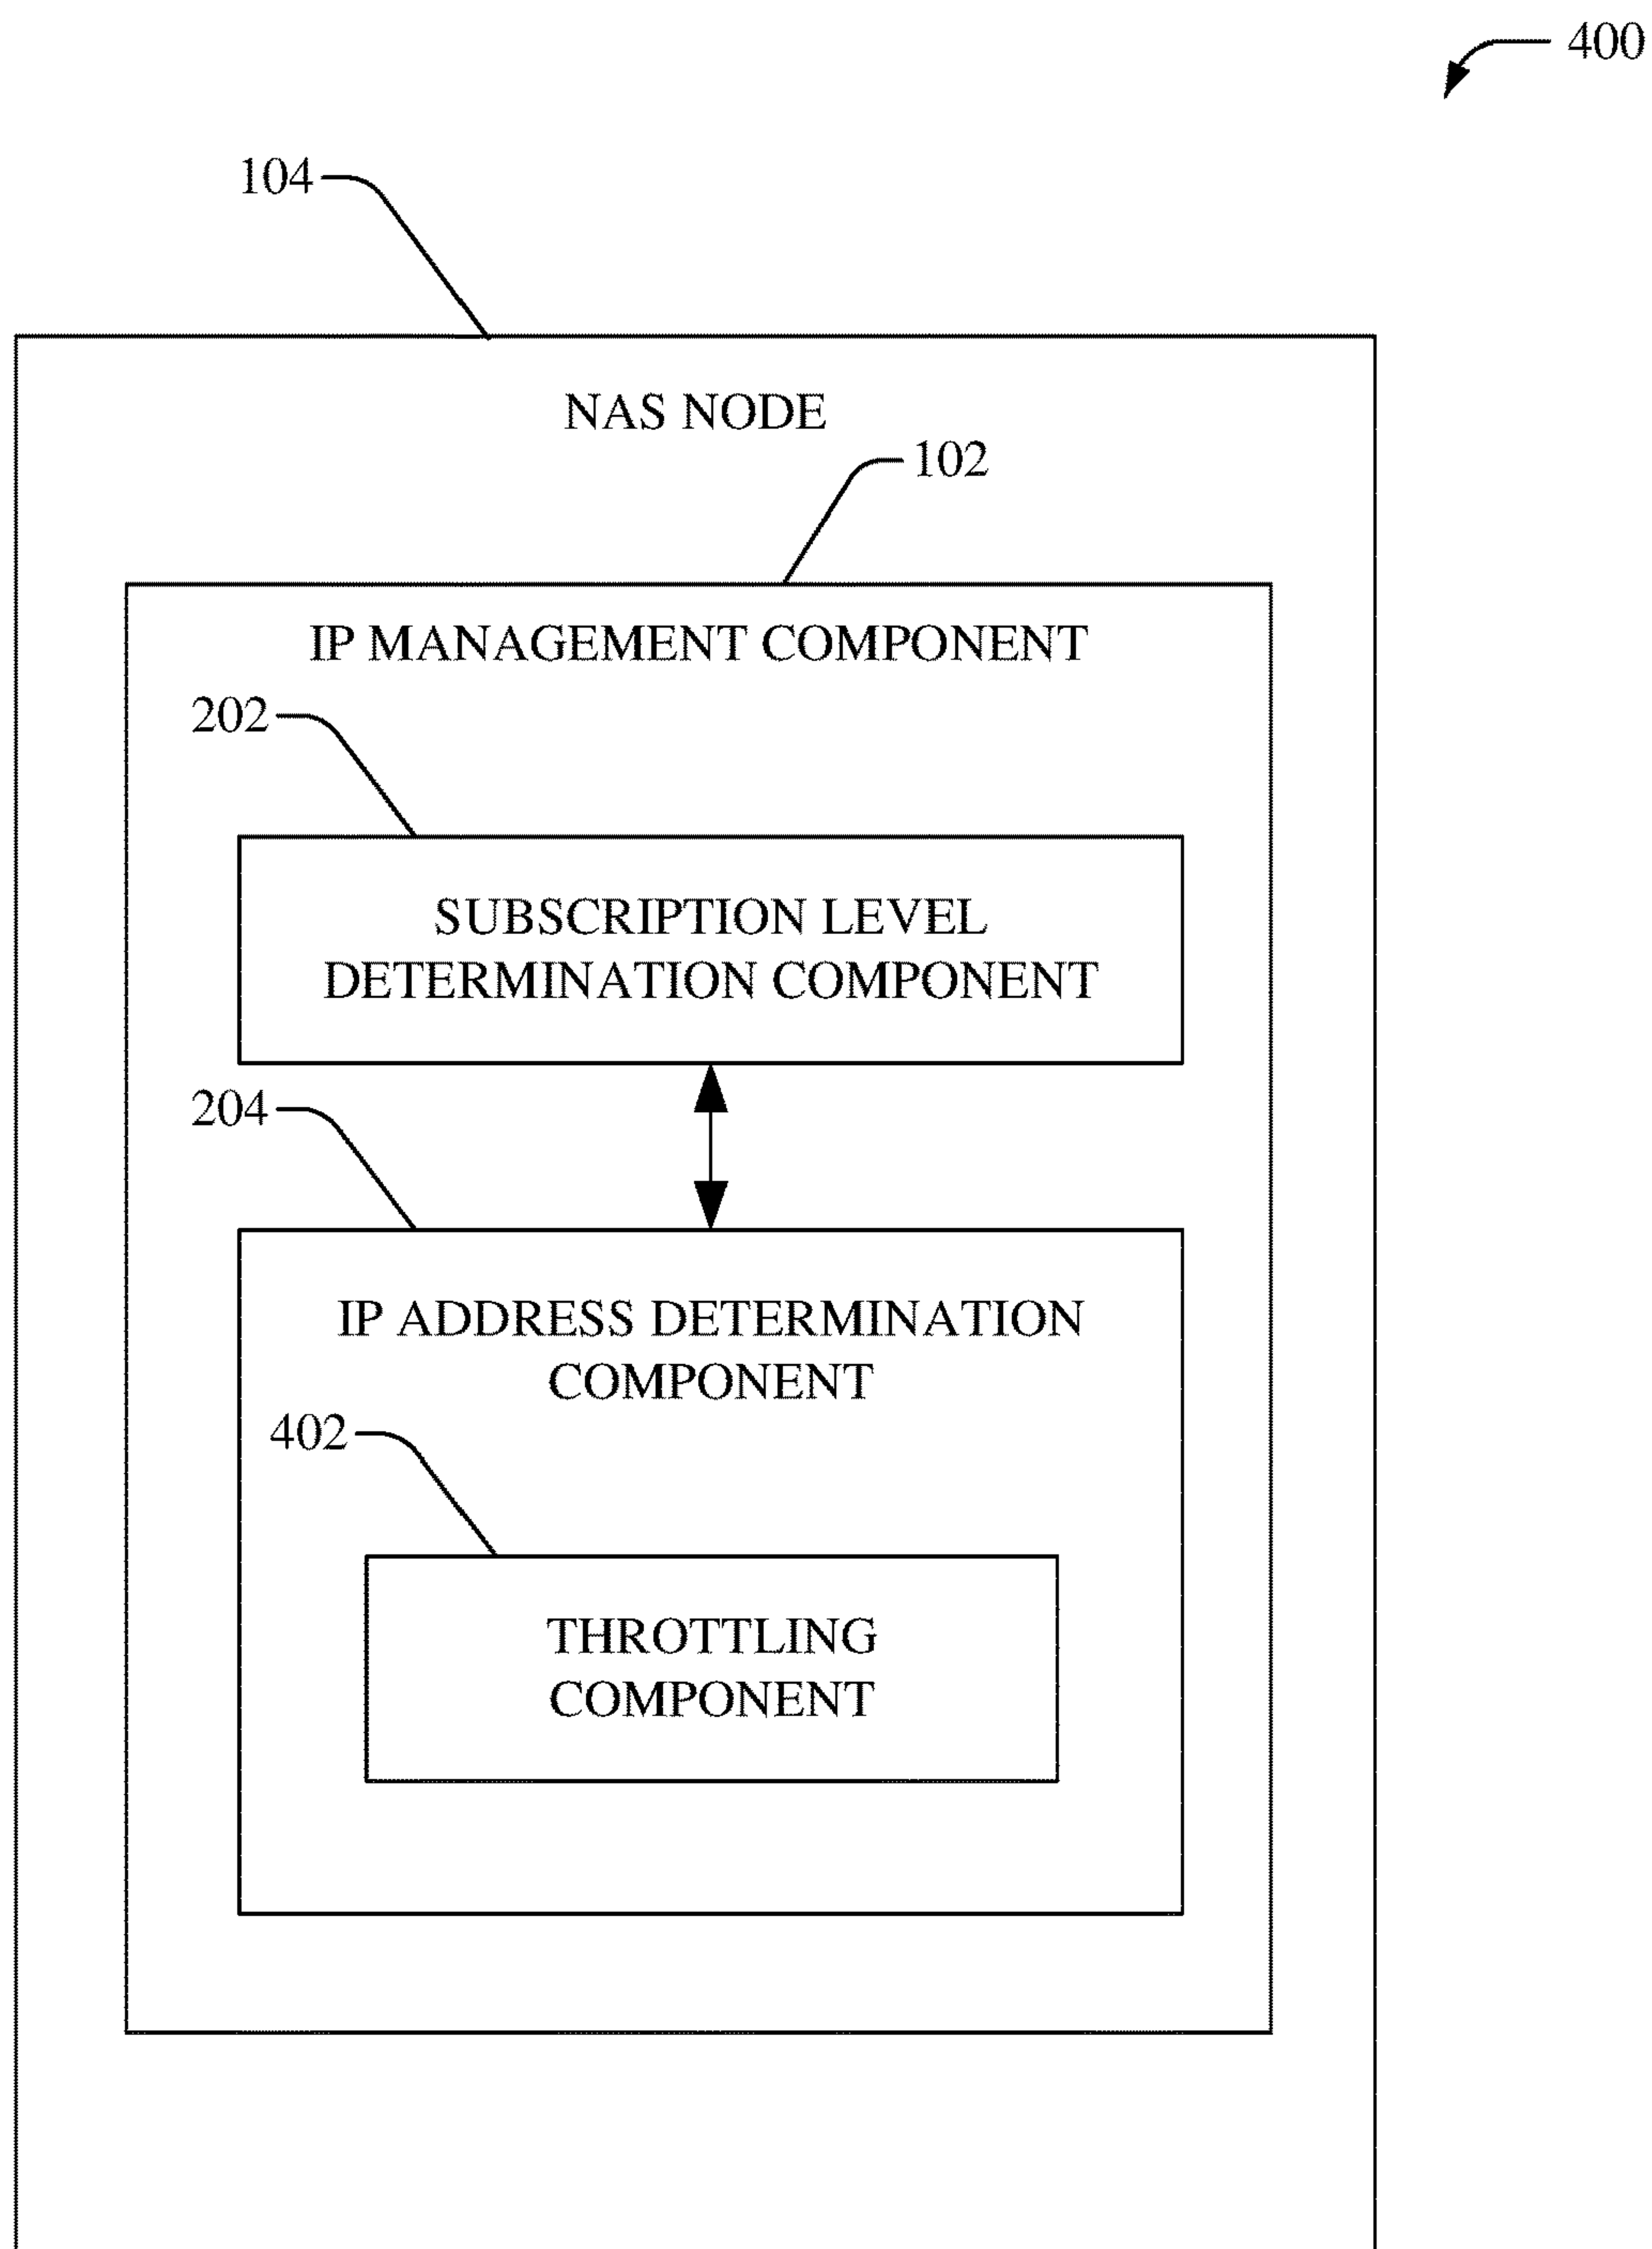 400
104
NAS NODE
102
IP MANAGEMENT COMPONENT
202
SUBSCRIPTION LEVEL
DETERMINATION COMPONENT
204
IP ADDRESS DETERMINATION
COMPONENT
402
THROTTLING
COMPONENT